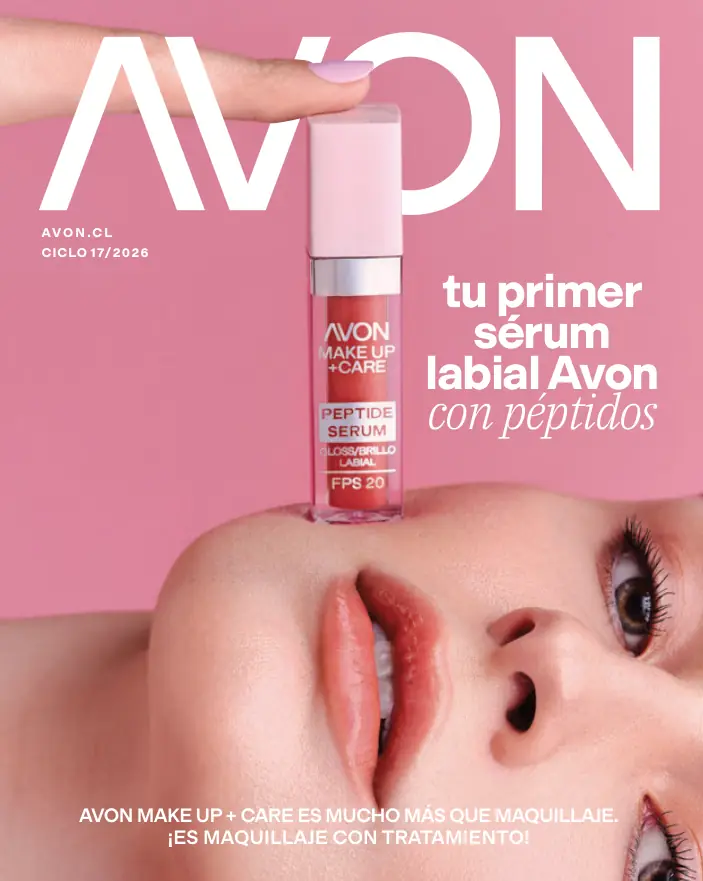 AVON
AVON.CL
CICLO 17/2026
tu primer
sérum
labial Avon
con péptidos
AVON
MAKE UP
+CARE
PEPTIDE
SERUM
GLOSS/BRILLO
LABIAL
FPS 20
AVON MAKE UP + CARE ES MUCHO MÁS QUE MAQUILLAJE.
¡ES MAQUILLAJE CON TRATAMIENTO!